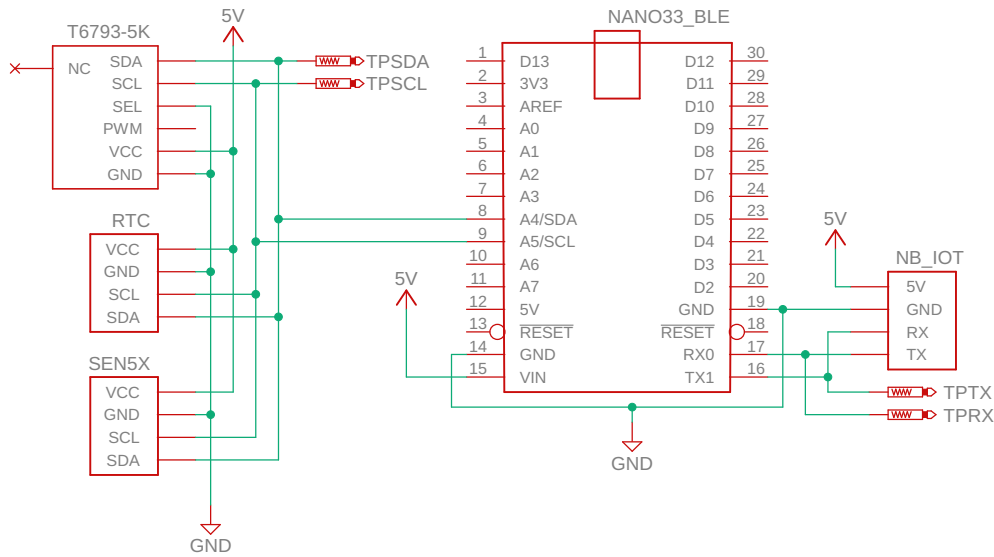 T6793-5K
NC
SDA
SCL
SEL
PWM
VCC
GND
5V
TPSDA
TPSCL
RTC
VCC
GND
SCL
SDA
SEN5X
VCC
GND
SCL
SDA
GND
NANO33_BLE
1 D13 D12 30
2 3V3 D11 29
3 AREF D10 28
4 A0 D9 27
5 A1 D8 26
6 A2 D7 25
7 A3 D6 24
8 A4/SDA D5 23
9 A5/SCL D4 22
10 A6 D3 21
11 A7 D2 20
12 5V GND 19
13 RESET RESET 18
14 GND RX0 17
15 VIN TX1 16
5V
GND
5V
NB_IOT
5V
GND
RX
TX
TPTX
TPRX